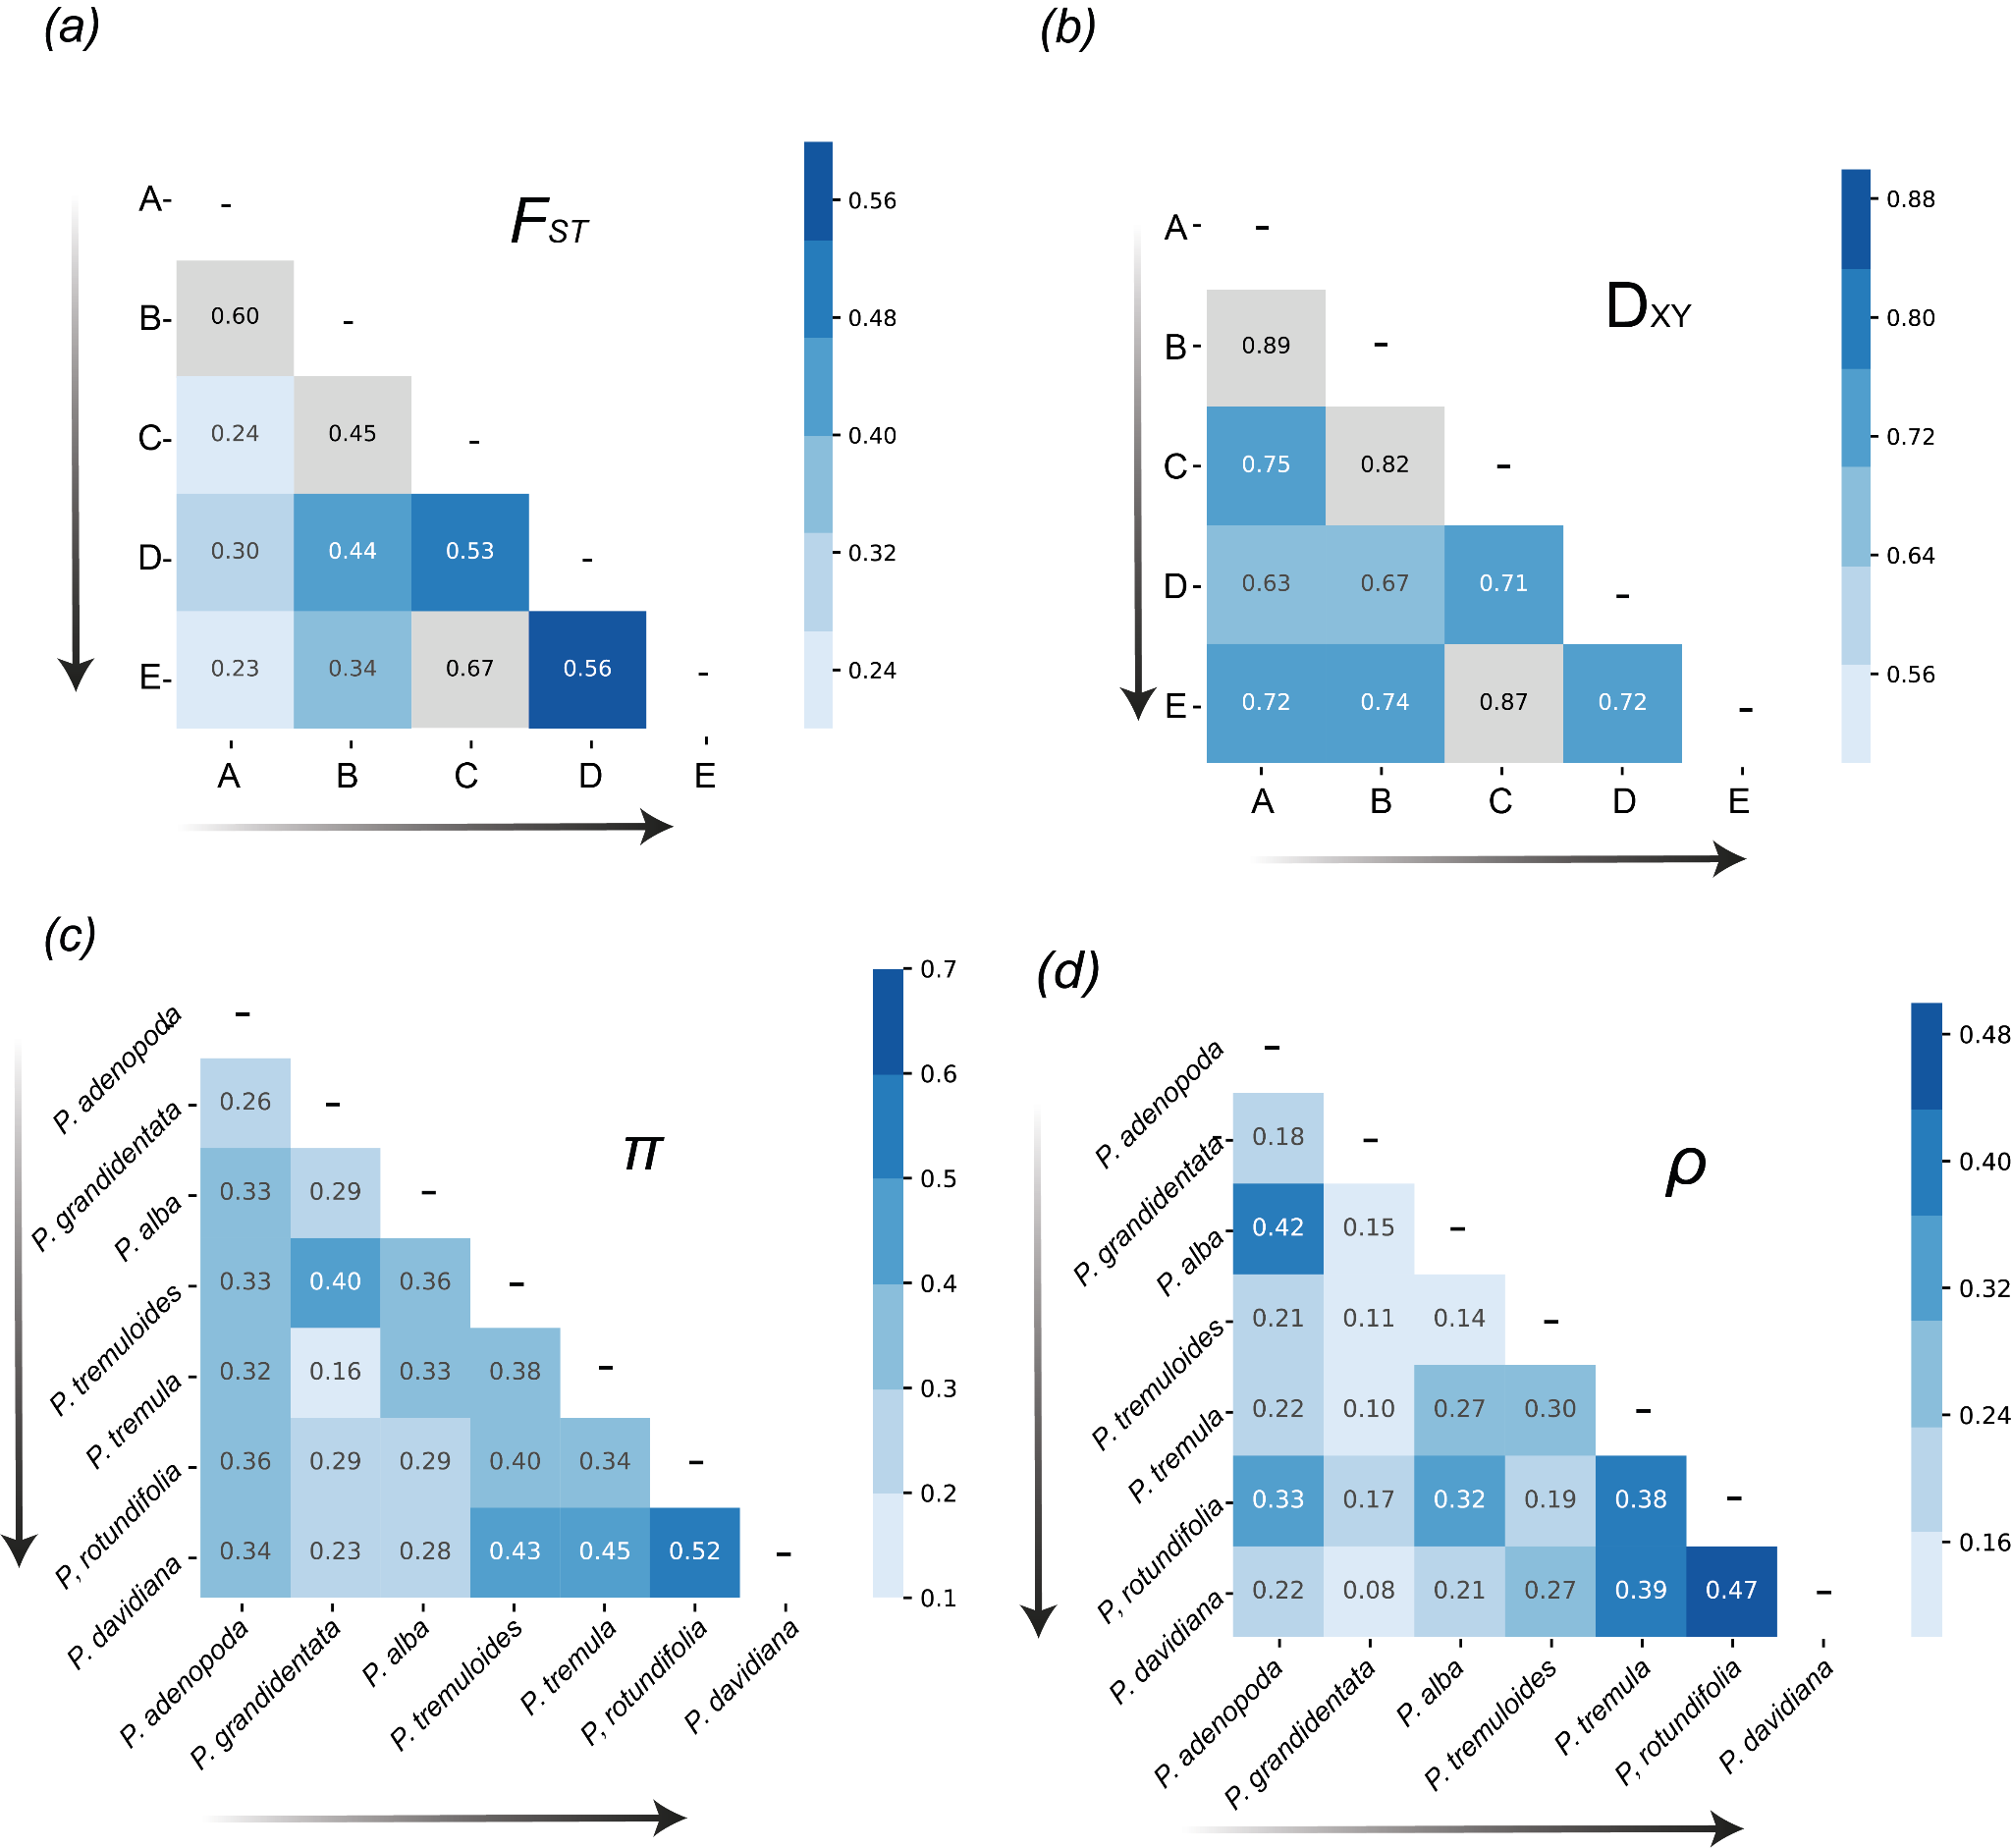 (a)
F ST
A- -
B- 0.60 -
C- 0.24 0.45 -
D- 0.30 0.44 0.53 -
E- 0.23 0.34 0.67 0.56 -
A B C D E
0.56
0.48
0.40
0.32
0.24
(b)
DXY
A- -
B- 0.89 -
C- 0.75 0.82 -
D- 0.63 0.67 0.71 -
E- 0.72 0.74 0.87 0.72 -
A B C D E
0.88
0.80
0.72
0.64
0.56
(c)
π
P. adenopoda -
P. grandidentata 0.26 -
P. alba 0.33 0.29 -
P. tremuloides 0.33 0.40 0.36 -
P. tremula 0.32 0.16 0.33 0.38 -
P, rotundifolia 0.36 0.29 0.29 0.40 0.34 -
P. davidiana 0.34 0.23 0.28 0.43 0.45 0.52 -
P. adenopoda P. grandidentata P. alba P. tremuloides P. tremula P, rotundifolia P. davidiana
0.7
0.6
0.5
0.4
0.3
0.2
0.1
(d)
ρ
P. adenopoda -
P. grandidentata 0.18 -
P. alba 0.42 0.15 -
P. tremuloides 0.21 0.11 0.14 -
P. tremula 0.22 0.10 0.27 0.30 -
P, rotundifolia 0.33 0.17 0.32 0.19 0.38 -
P. davidiana 0.22 0.08 0.21 0.27 0.39 0.47 -
P. adenopoda P. grandidentata P. alba P. tremuloides P. tremula P, rotundifolia P. davidiana
0.48
0.40
0.32
0.24
0.16